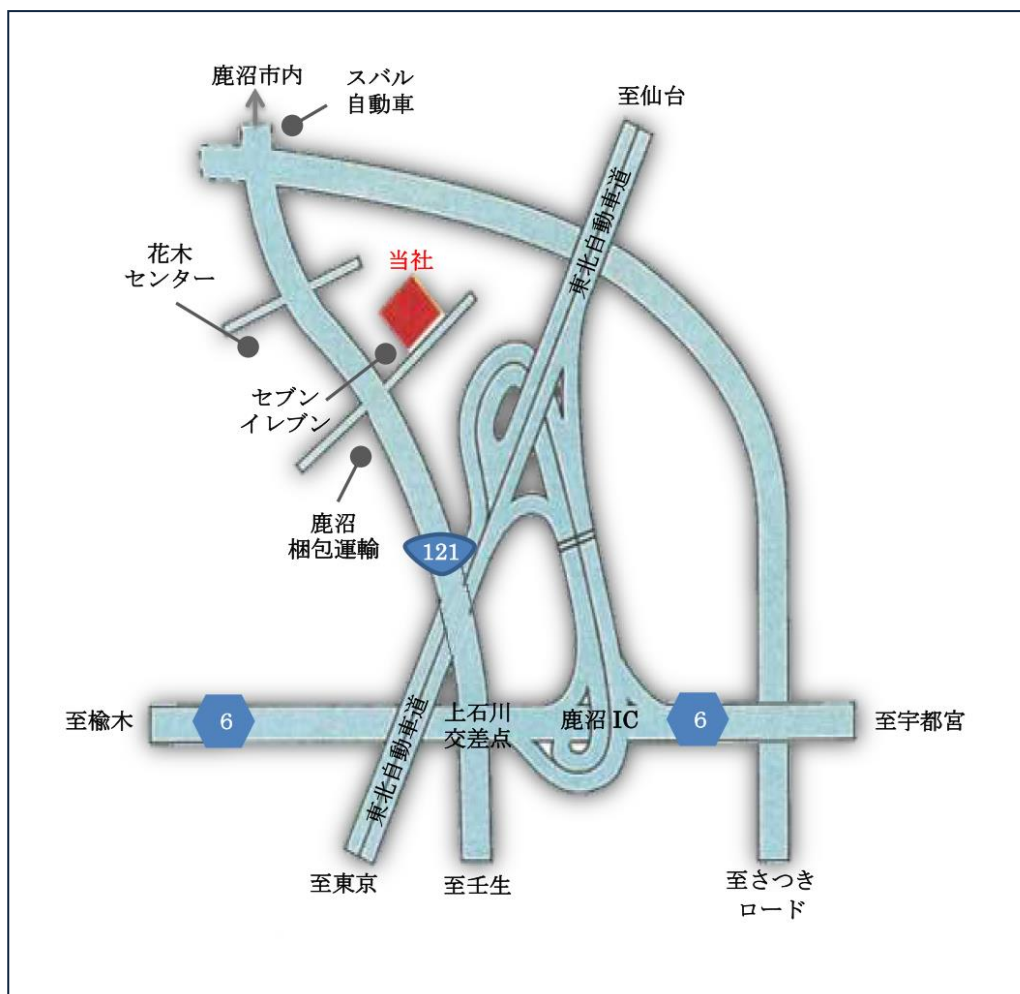 鹿沼市内
スバル
自動車
至仙台
東北自動車道
花木
センター
当社
セブン
イレブン
鹿沼
梱包運輸
121
至楡木
6
上石川
交差点
鹿沼 IC
6
至宇都宮
東北自動車道
至東京
至壬生
至さつき
ロード